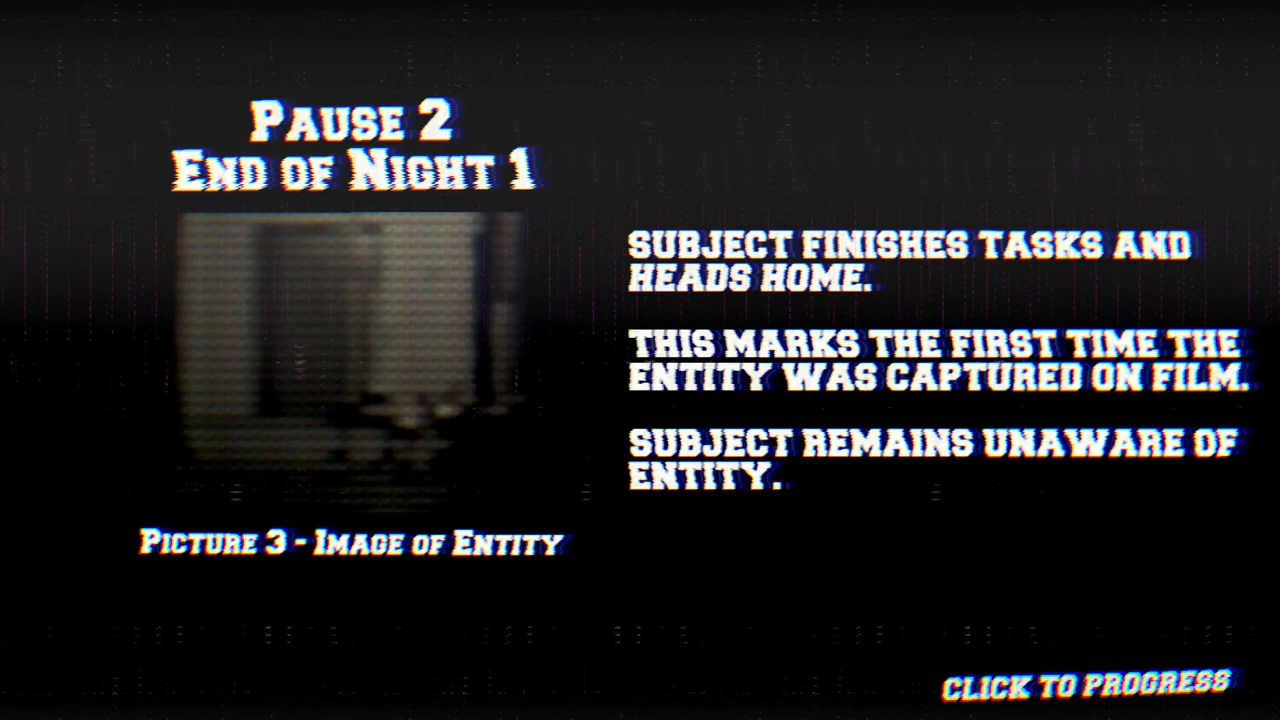 PAUSE 2
END OF NIGHT 1
SUBJECT FINISHES TASKS AND
HEADS HOME.
THIS MARKS THE FIRST TIME THE
ENTITY WAS CAPTURED ON FILM.
SUBJECT REMAINS UNAWARE OF
ENTITY.
PICTURE 3 - IMAGE OF ENTITY
CLICK TO PROGRESS